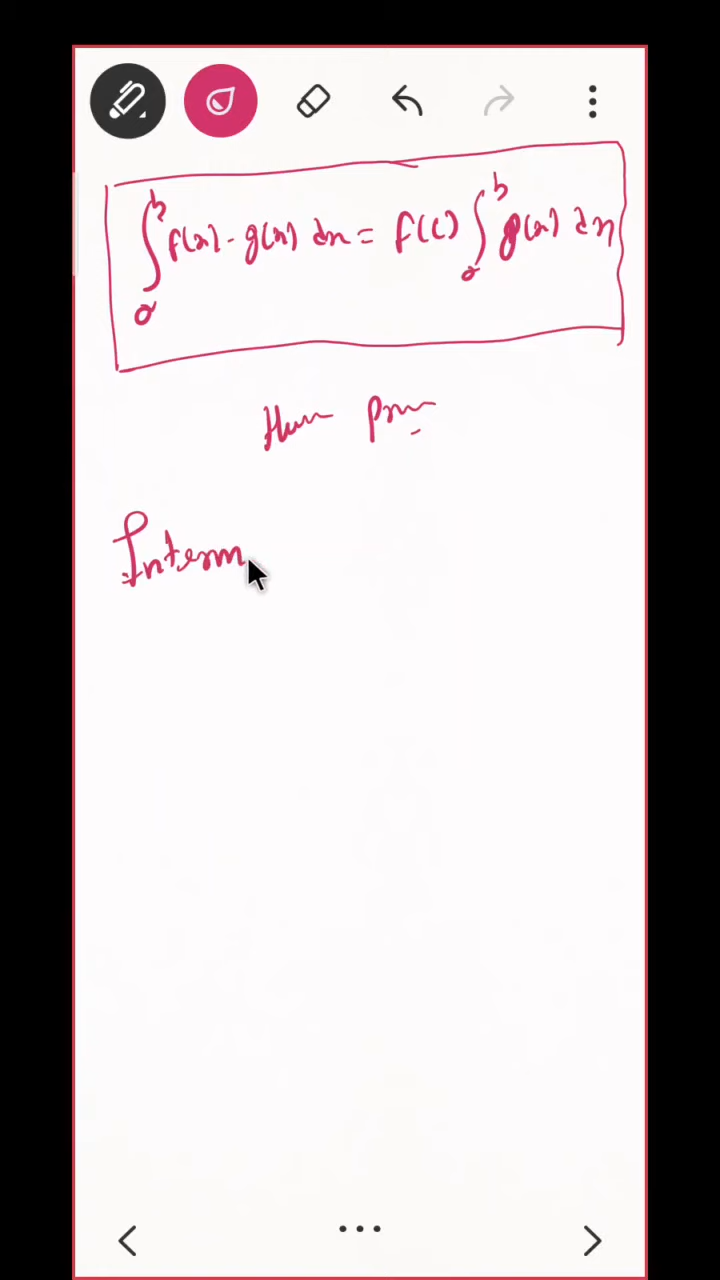 ∫ₐᵇ f(x) - g(x) dx = f(c) ∫ₐᵇ g(x) dx
Interm